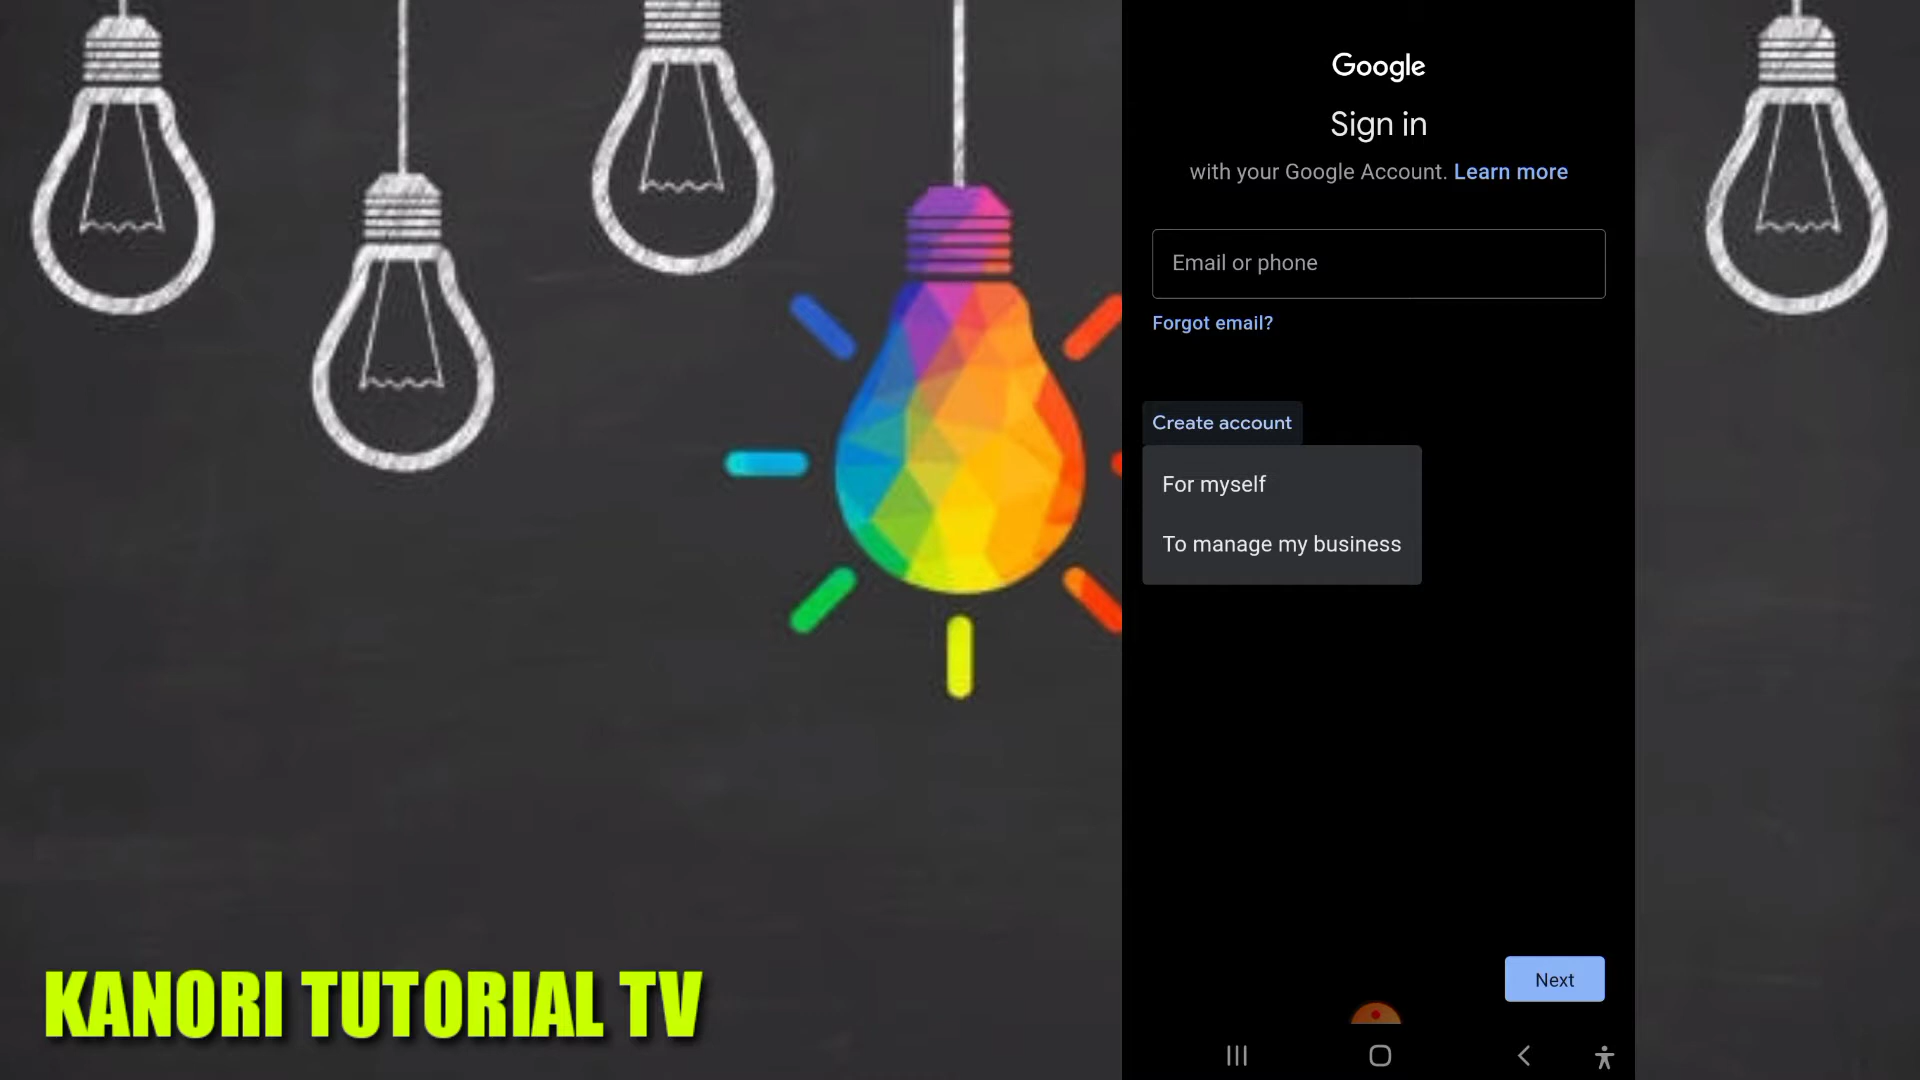 Google
Sign in
with your Google Account. Learn more
Email or phone
Forgot email?
Create account
For myself
To manage my business
Next
KANORI TUTORIAL TV